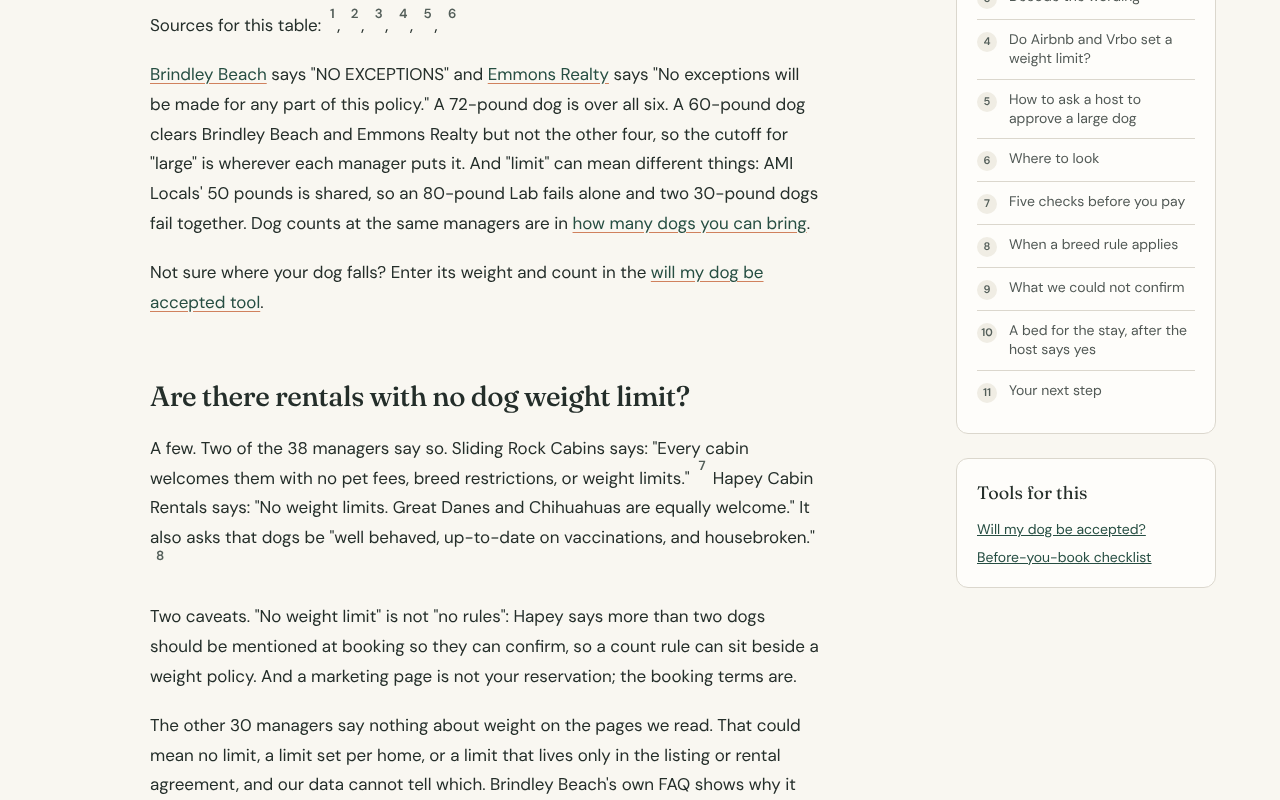 Sources for this table: 1, 2, 3, 4, 5, 6
Brindley Beach says "NO EXCEPTIONS" and Emmons Realty says "No exceptions will
be made for any part of this policy." A 72-pound dog is over all six. A 60-pound dog
clears Brindley Beach and Emmons Realty but not the other four, so the cutoff for
"large" is wherever each manager puts it. And "limit" can mean different things: AMI
Locals' 50 pounds is shared, so an 80-pound Lab fails alone and two 30-pound dogs
fail together. Dog counts at the same managers are in how many dogs you can bring.
Not sure where your dog falls? Enter its weight and count in the will my dog be
accepted tool.
Are there rentals with no dog weight limit?
A few. Two of the 38 managers say so. Sliding Rock Cabins says: "Every cabin
welcomes them with no pet fees, breed restrictions, or weight limits." 7 Hapey Cabin
Rentals says: "No weight limits. Great Danes and Chihuahuas are equally welcome." It
also asks that dogs be "well behaved, up-to-date on vaccinations, and housebroken."
8
Two caveats. "No weight limit" is not "no rules": Hapey says more than two dogs
should be mentioned at booking so they can confirm, so a count rule can sit beside a
weight policy. And a marketing page is not your reservation; the booking terms are.
The other 30 managers say nothing about weight on the pages we read. That could
mean no limit, a limit set per home, or a limit that lives only in the listing or rental
agreement, and our data cannot tell which. Brindley Beach's own FAQ shows why it
4 Do Airbnb and Vrbo set a
weight limit?
5 How to ask a host to
approve a large dog
6 Where to look
7 Five checks before you pay
8 When a breed rule applies
9 What we could not confirm
10 A bed for the stay, after the
host says yes
11 Your next step
Tools for this
Will my dog be accepted?
Before-you-book checklist